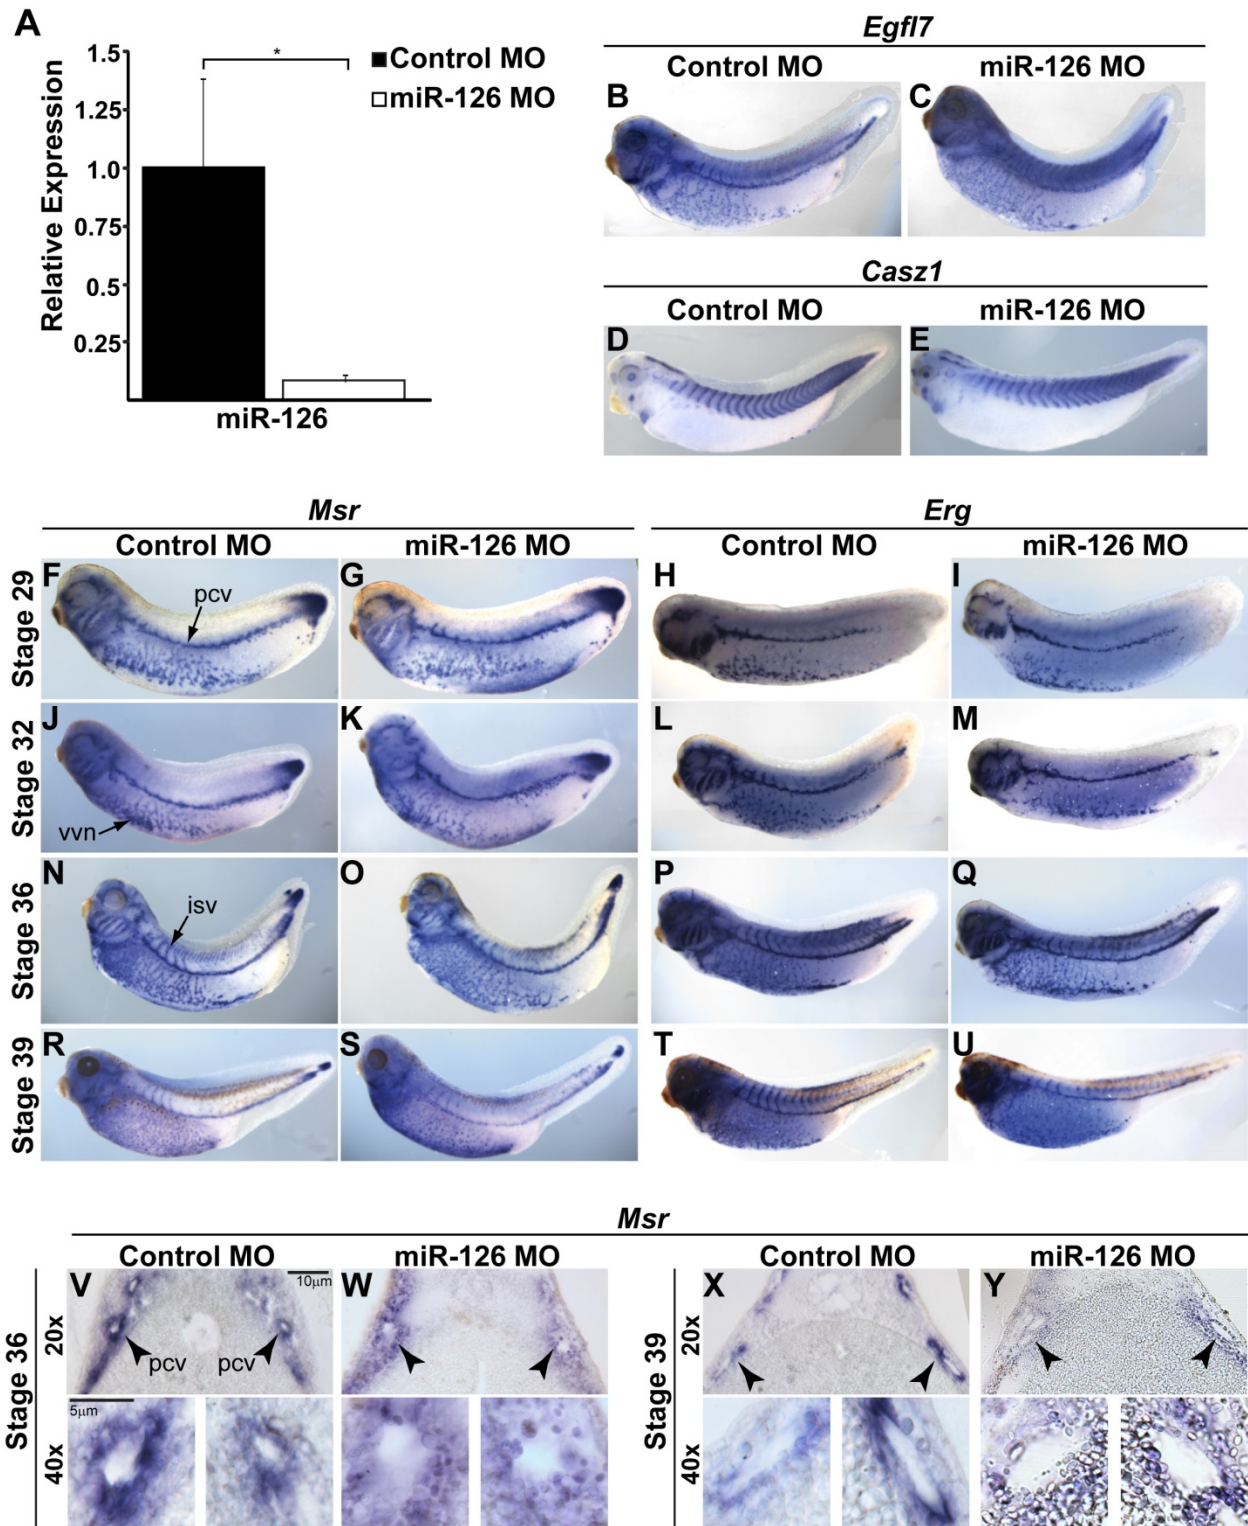 A
1.5
1.25
1.0
0.75
0.5
0.25
Relative Expression
*
Control MO
miR-126 MO
miR-126
Egfl7
Control MO miR-126 MO
B C
Casz1
Control MO miR-126 MO
D E
Msr Erg
Control MO miR-126 MO Control MO miR-126 MO
Stage 29
F G H I
pcv
Stage 32
J K L M
vvn
Stage 36
N O P Q
isv
Stage 39
R S T U
Msr
Control MO miR-126 MO Control MO miR-126 MO
Stage 36
20x
V W
10µm
pcv pcv
40x
5µm
Stage 39
20x
X Y
40x